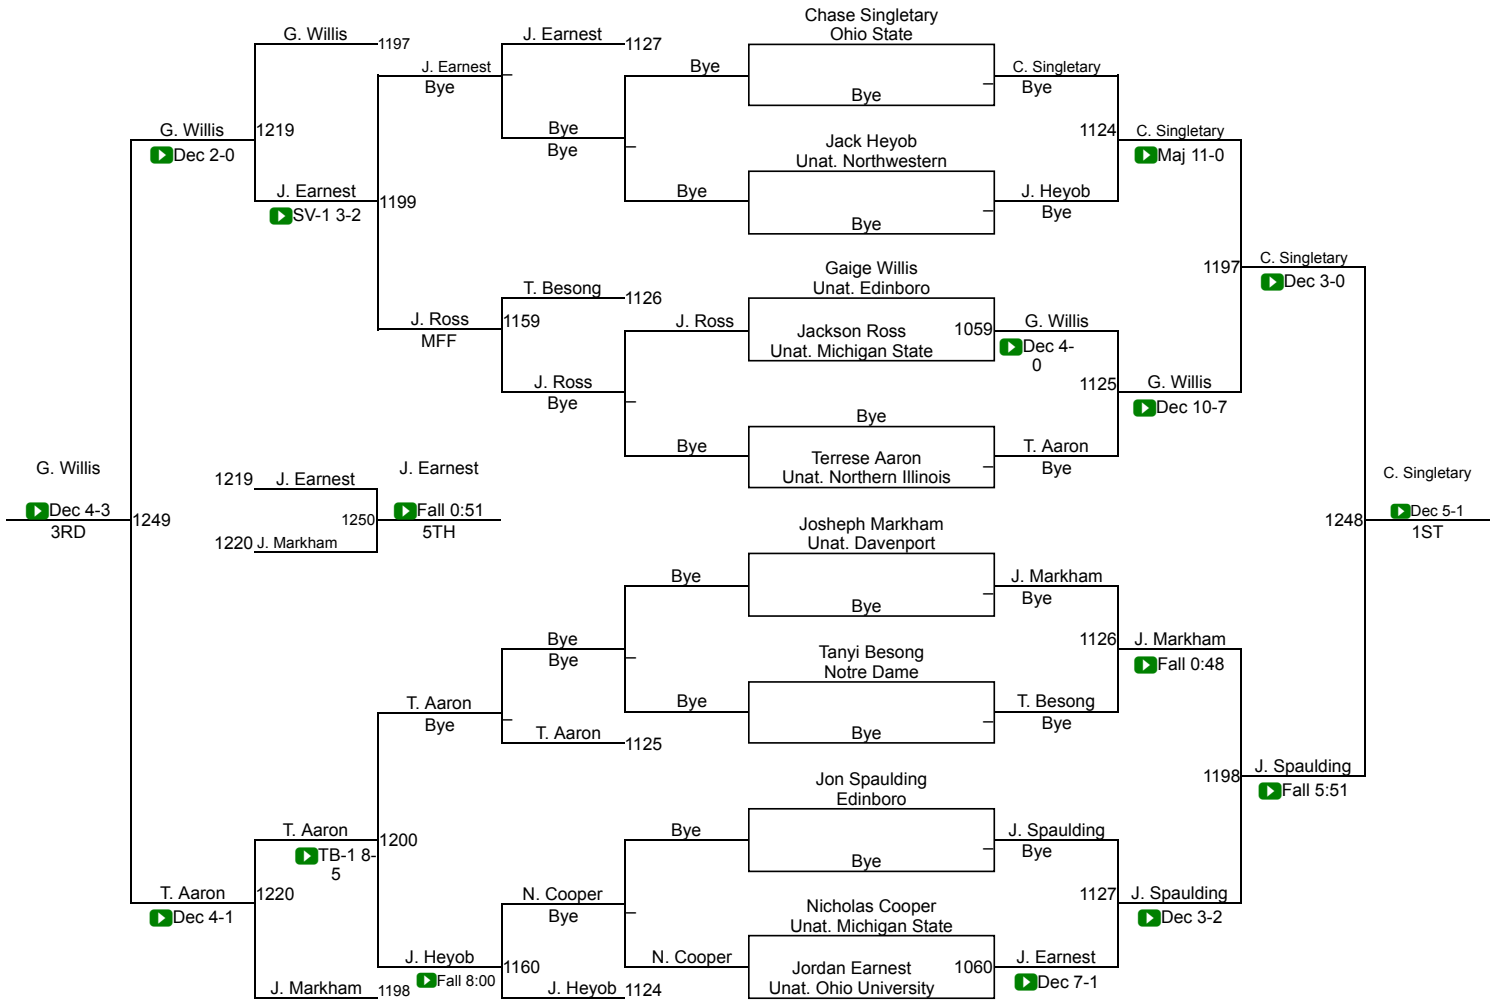 Chase Singletary
Ohio State
G. Willis
1197
J. Earnest
1127
J. Earnest
Bye
Bye
C. Singletary
Bye
Bye
G. Willis
1219
Dec 2-0
Bye
Bye
1124
C. Singletary
Maj 11-0
Jack Heyob
Unat. Northwestern
J. Earnest
1199
SV-1 3-2
Bye
J. Heyob
Bye
Bye
Gaige Willis
Unat. Edinboro
1197
C. Singletary
Dec 3-0
T. Besong
1126
J. Ross
MFF
1159
J. Ross
Jackson Ross
Unat. Michigan State
1059
G. Willis
Dec 4-
0
J. Ross
Bye
1125
G. Willis
Dec 10-7
Bye
Bye
Terrese Aaron
Unat. Northern Illinois
T. Aaron
Bye
G. Willis
Dec 4-3
3RD
1249
1219
J. Earnest
1220
J. Markham
1250
J. Earnest
Fall 0:51
5TH
C. Singletary
1248
Dec 5-1
1ST
Josheph Markham
Unat. Davenport
Bye
J. Markham
Bye
Bye
Bye
Bye
1126
J. Markham
Fall 0:48
Tanyi Besong
Notre Dame
Bye
T. Besong
Bye
Bye
T. Aaron
Bye
T. Aaron
1125
Jon Spaulding
Edinboro
1198
J. Spaulding
Fall 5:51
T. Aaron
1200
TB-1 8-
5
Bye
J. Spaulding
Bye
Bye
T. Aaron
1220
Dec 4-1
N. Cooper
Bye
1127
J. Spaulding
Dec 3-2
Nicholas Cooper
Unat. Michigan State
J. Heyob
Fall 8:00
1160
N. Cooper
Jordan Earnest
Unat. Ohio University
1060
J. Earnest
Dec 7-1
J. Markham
1198
J. Heyob
1124